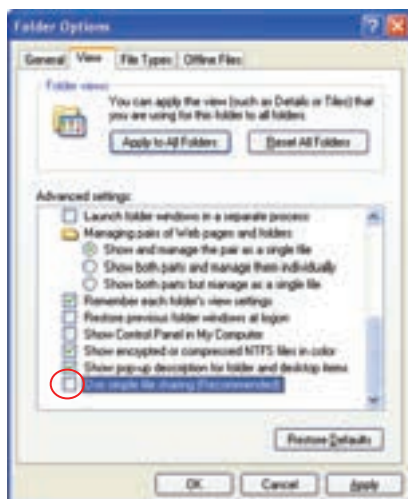 Folder Options
General View File Types Offline Files
Folder views
You can apply the view (such as Details or Tiles) that
you are using for this folder to all folders.
Apply to All Folders Reset All Folders
Advanced settings:
Launch folder windows in a separate process
Managing pairs of Web pages and folders
Show and manage the pair as a single file
Show both parts and manage them individually
Show both parts but manage as a single file
Remember each folder's view settings
Restore previous folder windows at logon
Show Control Panel in My Computer
Show encrypted or compressed NTFS files in color
Show pop-up description for folder and desktop items
Use simple file sharing (Recommended)
Restore Defaults
OK Cancel Apply